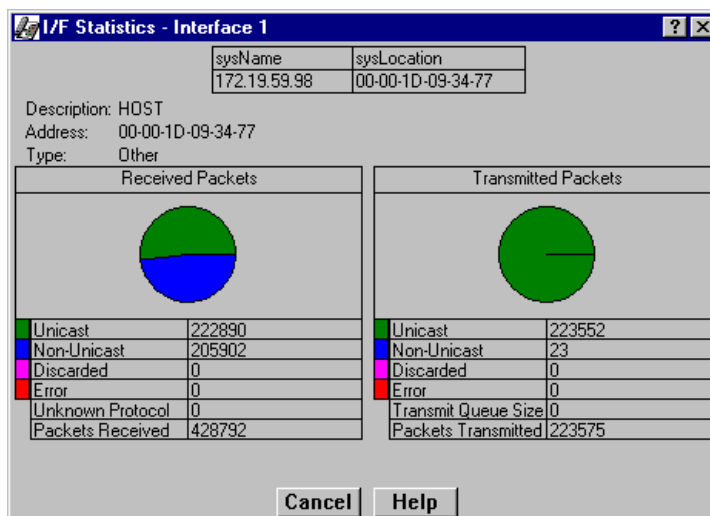 I/F Statistics - Interface 1
sysName sysLocation
172.19.59.98 00-00-1D-09-34-77
Description: HOST
Address: 00-00-1D-09-34-77
Type: Other
Received Packets
Unicast 222890
Non-Unicast 205902
Discarded 0
Error 0
Unknown Protocol 0
Packets Received 428792
Transmitted Packets
Unicast 223552
Non-Unicast 23
Discarded 0
Error 0
Transmit Queue Size 0
Packets Transmitted 223575
Cancel Help